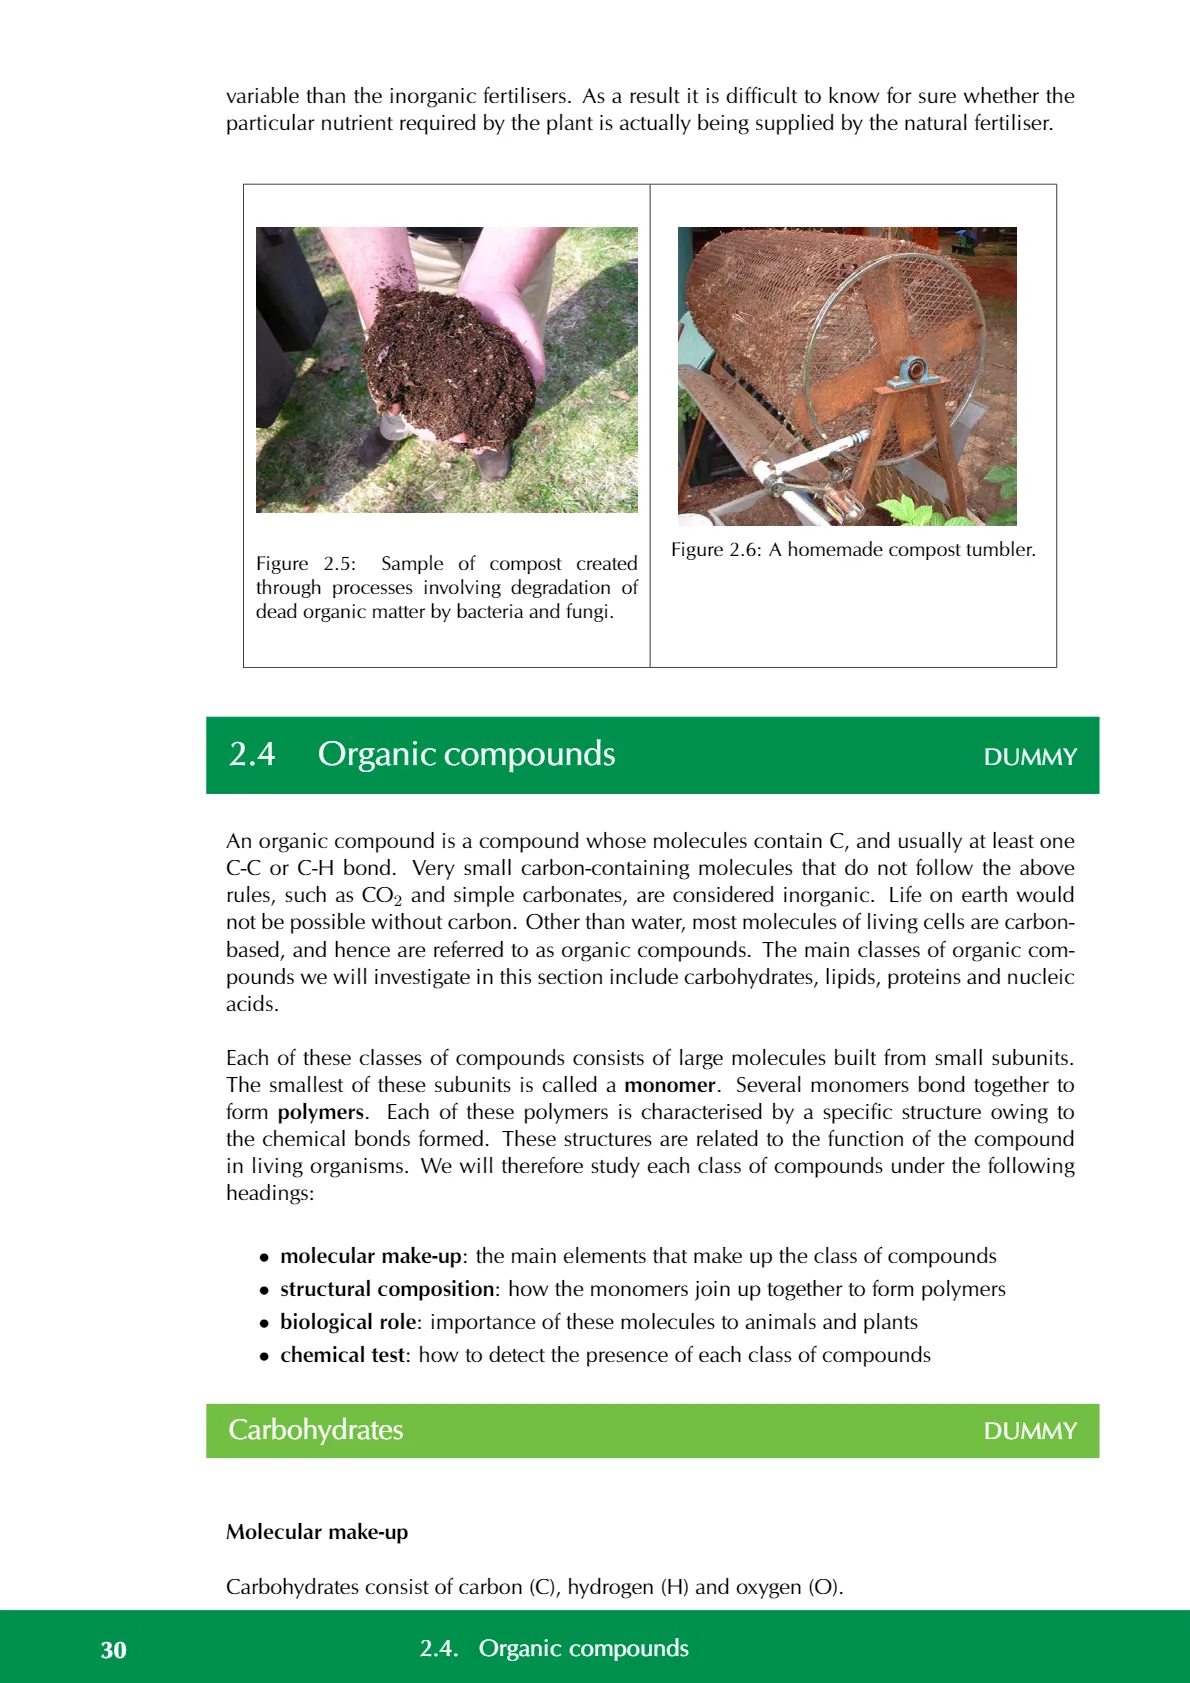 variable than the inorganic fertilisers. As a result it is difficult to know for sure whether the
particular nutrient required by the plant is actually being supplied by the natural fertiliser.
Figure 2.5: Sample of compost created
through processes involving degradation of
dead organic matter by bacteria and fungi.
Figure 2.6: A homemade compost tumbler.
2.4 Organic compounds DUMMY
An organic compound is a compound whose molecules contain C, and usually at least one
C-C or C-H bond. Very small carbon-containing molecules that do not follow the above
rules, such as CO₂ and simple carbonates, are considered inorganic. Life on earth would
not be possible without carbon. Other than water, most molecules of living cells are carbon-
based, and hence are referred to as organic compounds. The main classes of organic com-
pounds we will investigate in this section include carbohydrates, lipids, proteins and nucleic
acids.
Each of these classes of compounds consists of large molecules built from small subunits.
The smallest of these subunits is called a monomer. Several monomers bond together to
form polymers. Each of these polymers is characterised by a specific structure owing to
the chemical bonds formed. These structures are related to the function of the compound
in living organisms. We will therefore study each class of compounds under the following
headings:
• molecular make-up: the main elements that make up the class of compounds
• structural composition: how the monomers join up together to form polymers
• biological role: importance of these molecules to animals and plants
• chemical test: how to detect the presence of each class of compounds
Carbohydrates DUMMY
Molecular make-up
Carbohydrates consist of carbon (C), hydrogen (H) and oxygen (O).
30 2.4. Organic compounds